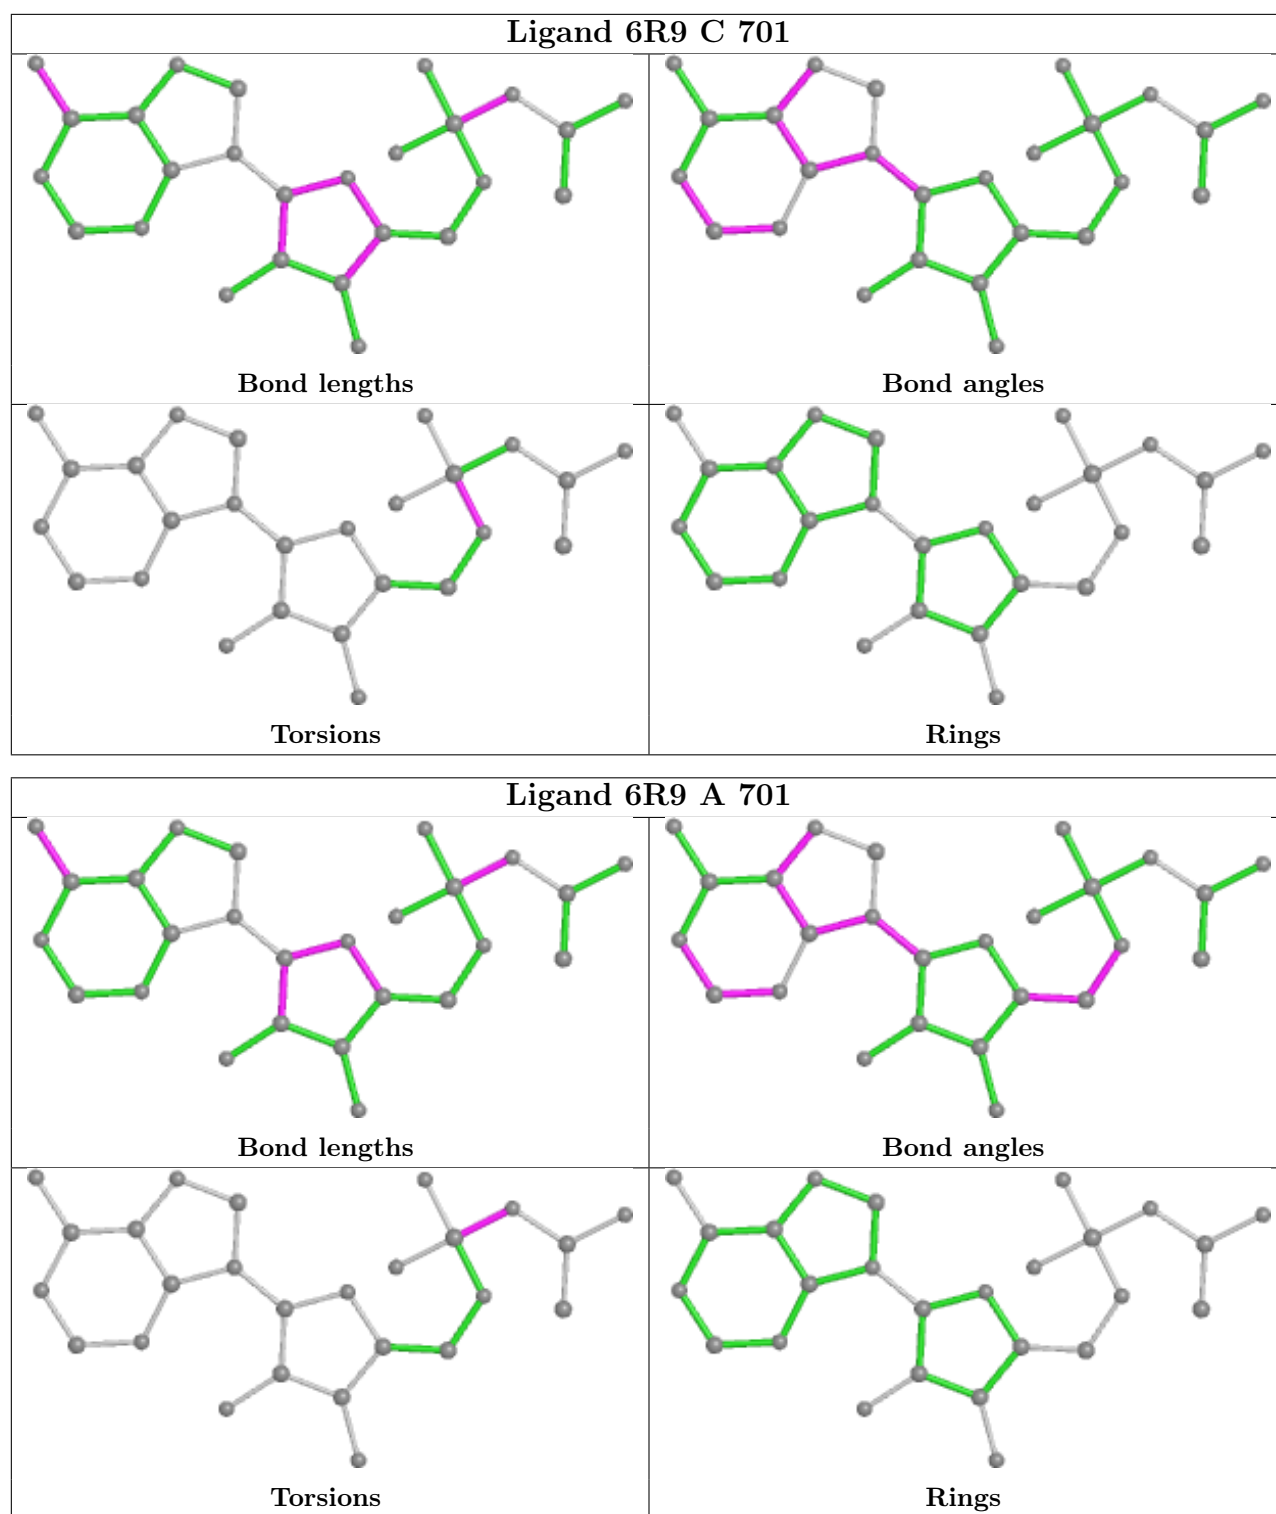 Ligand 6R9 C 701
Bond lengths
Bond angles
Torsions
Rings
Ligand 6R9 A 701
Bond lengths
Bond angles
Torsions
Rings